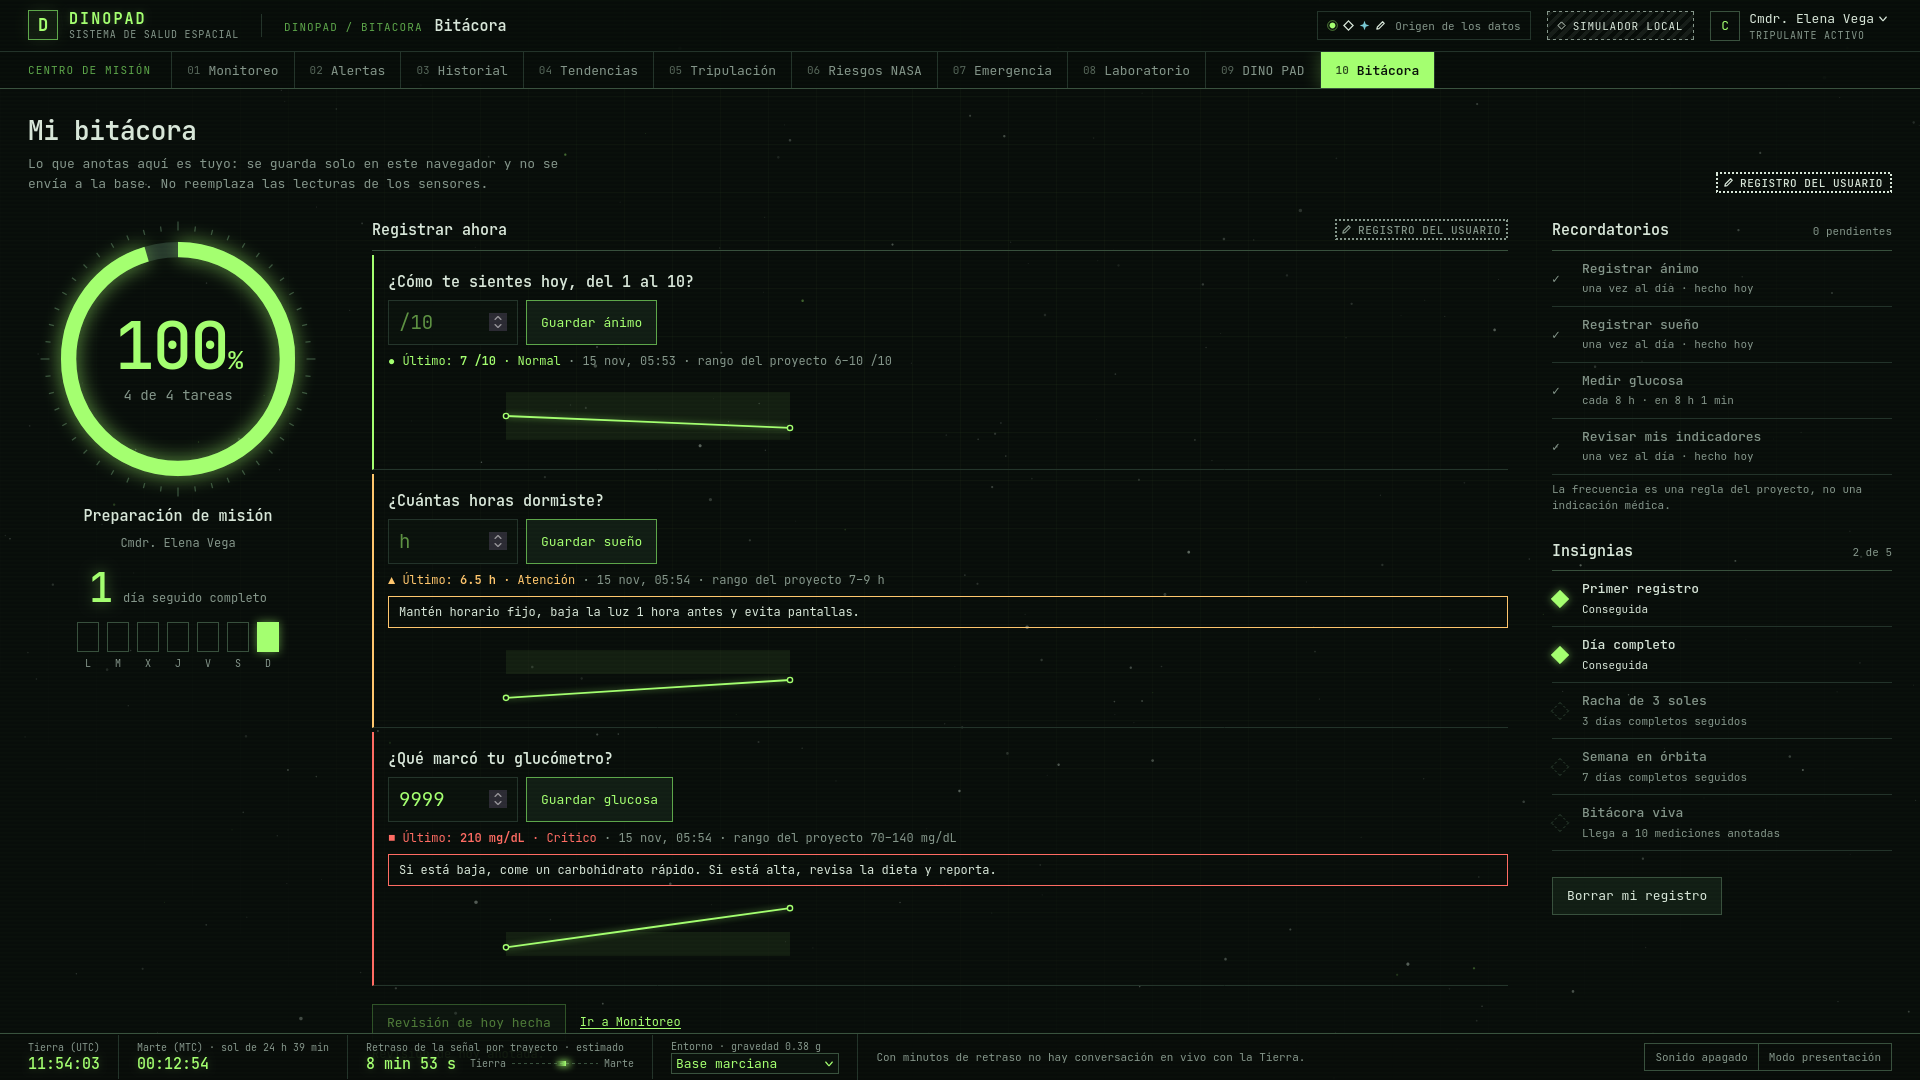 D DINOPAD
SISTEMA DE SALUD ESPACIAL
DINOPAD / BITACORA Bitácora
Origen de los datos
SIMULADOR LOCAL
C Cmdr. Elena Vega
TRIPULANTE ACTIVO
CENTRO DE MISIÓN 01 Monitoreo 02 Alertas 03 Historial 04 Tendencias 05 Tripulación 06 Riesgos NASA 07 Emergencia 08 Laboratorio 09 DINO PAD 10 Bitácora
Mi bitácora
Lo que anotas aquí es tuyo: se guarda solo en este navegador y no se
envía a la base. No reemplaza las lecturas de los sensores.
REGISTRO DEL USUARIO
100%
4 de 4 tareas
Preparación de misión
Cmdr. Elena Vega
1 día seguido completo
L M X J V S D
Registrar ahora
REGISTRO DEL USUARIO
¿Cómo te sientes hoy, del 1 al 10?
/10 Guardar ánimo
Último: 7 /10 · Normal · 15 nov, 05:53 · rango del proyecto 6–10 /10
¿Cuántas horas dormiste?
h Guardar sueño
Último: 6.5 h · Atención · 15 nov, 05:54 · rango del proyecto 7–9 h
Mantén horario fijo, baja la luz 1 hora antes y evita pantallas.
¿Qué marcó tu glucómetro?
9999 Guardar glucosa
Último: 210 mg/dL · Crítico · 15 nov, 05:54 · rango del proyecto 70–140 mg/dL
Si está baja, come un carbohidrato rápido. Si está alta, revisa la dieta y reporta.
Revisión de hoy hecha Ir a Monitoreo
Recordatorios 0 pendientes
✓ Registrar ánimo
una vez al día · hecho hoy
✓ Registrar sueño
una vez al día · hecho hoy
✓ Medir glucosa
cada 8 h · en 8 h 1 min
✓ Revisar mis indicadores
una vez al día · hecho hoy
La frecuencia es una regla del proyecto, no una
indicación médica.
Insignias 2 de 5
Primer registro
Conseguida
Día completo
Conseguida
Racha de 3 soles
3 días completos seguidos
Semana en órbita
7 días completos seguidos
Bitácora viva
Llega a 10 mediciones anotadas
Borrar mi registro
Tierra (UTC)
11:54:03
Marte (MTC) · sol de 24 h 39 min
00:12:54
Retraso de la señal por trayecto · estimado
8 min 53 s Tierra Marte
Entorno · gravedad 0.38 g
Base marciana
Con minutos de retraso no hay conversación en vivo con la Tierra.
Sonido apagado Modo presentación